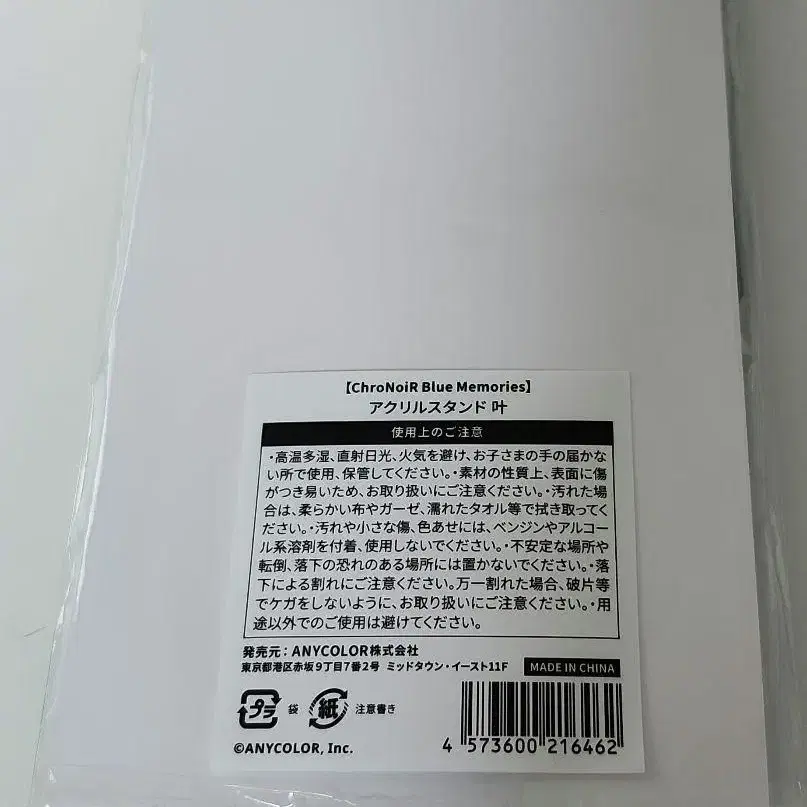 【ChroNoiR Blue Memories】
アクリルスタンド 叶
使用上のご注意
・高温多湿、直射日光、火気を避け、お子さまの手の届かな
い所で使用、保管してください。・素材の性質上、表面に傷
がつき易いため、お取り扱いにご注意ください。・汚れた場
合は、柔らかい布やガーゼ、濡れたタオル等で拭き取ってく
ださい。・汚れや小さな傷、色あせには、ベンジンやアルコー
ル系溶剤を付着、使用しないでください。・不安定な場所や
転倒、落下の恐れのある場所には置かないでください。・落
下による割れにご注意ください。万一割れた場合、破片等
でケガをしないように、お取り扱いにご注意ください。・用
途以外でのご使用は避けてください。
発売元：ANYCOLOR株式会社
東京都港区赤坂9丁目7番2号 ミッドタウン・イースト11F
MADE IN CHINA
プラ 袋 紙 注意書き
©ANYCOLOR, Inc.
4 573600 216462